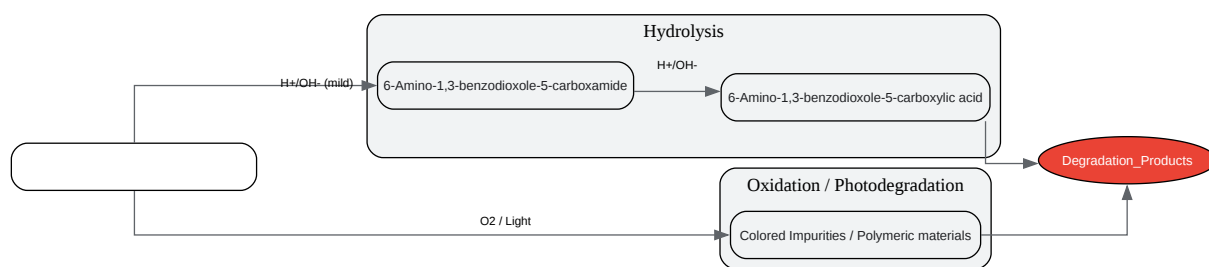 Hydrolysis
H+/OH- (mild)
6-Amino-1,3-benzodioxole-5-carboxamide
H+/OH-
6-Amino-1,3-benzodioxole-5-carboxylic acid
Degradation_Products
Oxidation / Photodegradation
O2 / Light
Colored Impurities / Polymeric materials